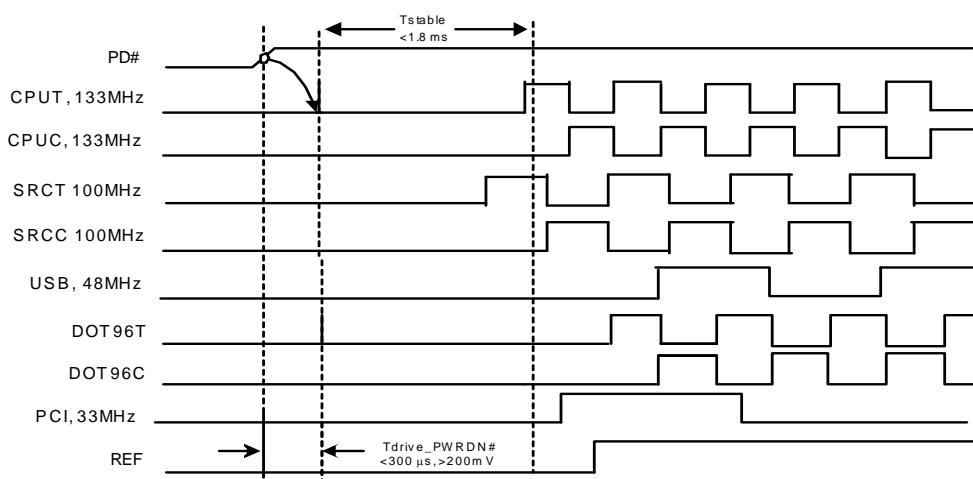 Tstable
<1.8 ms
PD#
CPUT, 133MHz
CPUC, 133MHz
SRCT 100MHz
SRCC 100MHz
USB, 48MHz
DOT96T
DOT96C
PCI, 33MHz
REF
Tdrive_PWRDN#
<300 μs, >200mV